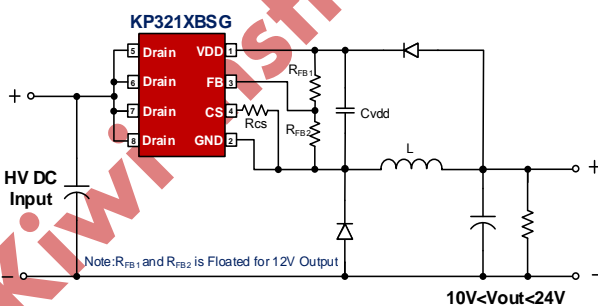 KP321XBSG
5 Drain VDD 1
6 Drain FB 3
7 Drain CS 4
8 Drain GND 2
RFB1
Cvdd
Rcs
RFB2
L
+
+
HV DC
Input
Note:RFB1 and RFB2 is Floated for 12V Output
−
−
10V<Vout<24V